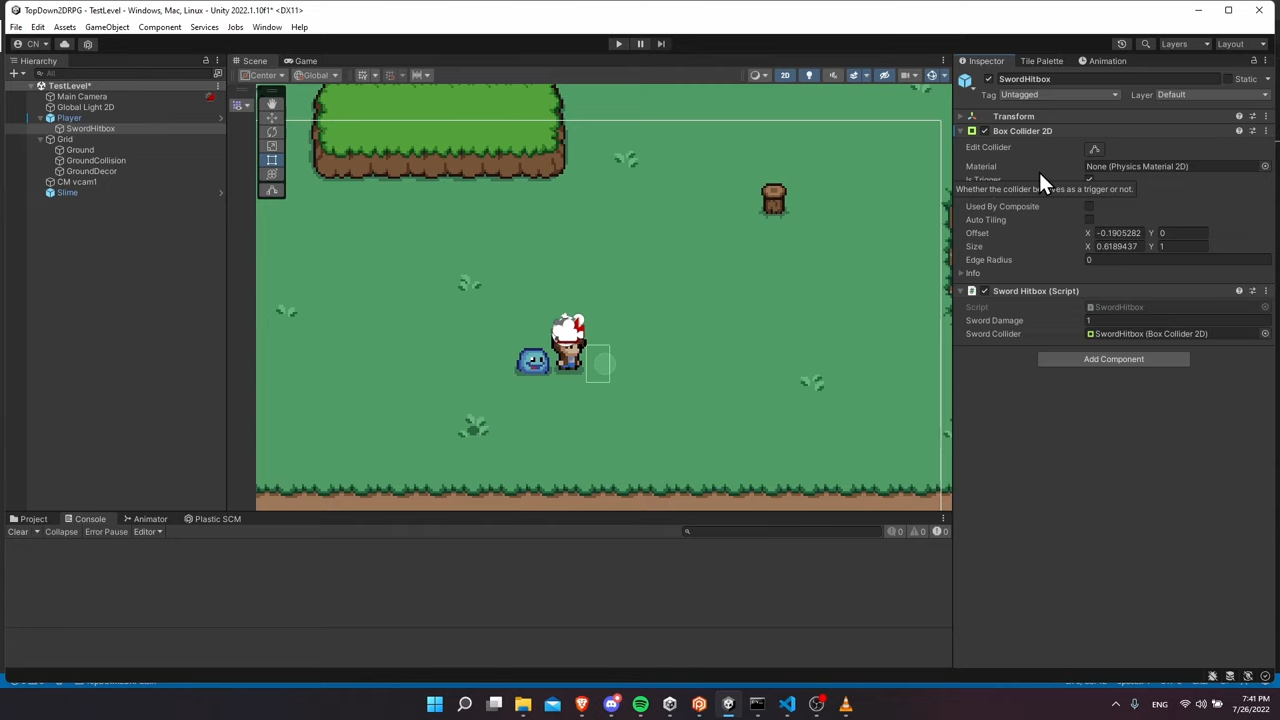 TopDown2DRPG - TestLevel - Windows, Mac, Linux - Unity 2022.1.10f1* <DX11>
File Edit Assets GameObject Component Services Jobs Window Help
CN Layers Layout
Hierarchy Scene Game Inspector Tile Palette Animation
All Center Global 2D
SwordHitbox Static
Tag Untagged Layer Default
TestLevel*
Main Camera
Global Light 2D
Player
SwordHitbox
Grid
Ground
GroundCollision
GroundDecor
CM vcam1
Slime
Transform
Box Collider 2D
Edit Collider
Material None (Physics Material 2D)
Is Trigger
Whether the collider behaves as a trigger or not.
Used By Composite
Auto Tiling
Offset X -0.1905282 Y 0
Size X 0.6189437 Y 1
Edge Radius 0
Info
Sword Hitbox (Script)
Script SwordHitbox
Sword Damage 1
Sword Collider SwordHitbox (Box Collider 2D)
Add Component
Project Console Animator Plastic SCM
Clear Collapse Error Pause Editor 0 0 0
ENG 7:41 PM
7/26/2022